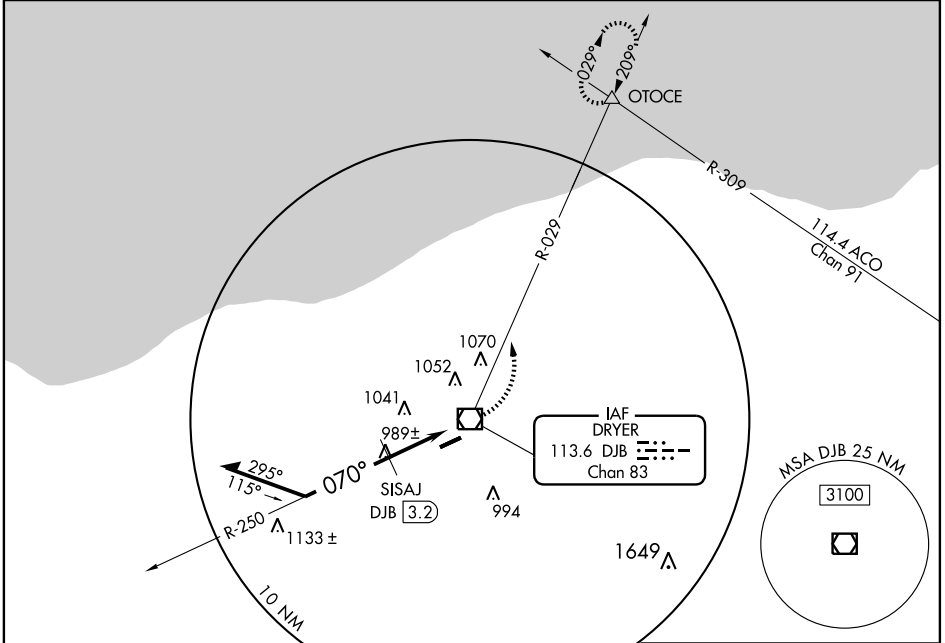 029°
209°
OTOCE
R-309
114.4 ACO
Chan 91
R-029
1070
1052
1041
989±
IAF
DRYER
113.6 DJB
Chan 83
295°
115°
070°
SISAJ
DJB 3.2
R-250
1133 ±
994
1649
10 NM
MSA DJB 25 NM
3100